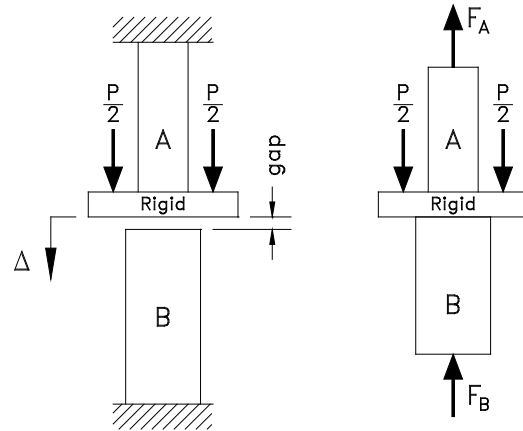 F_A
P/2 P/2 P/2 P/2
A gap A
Rigid Rigid
Δ
B B
F_B